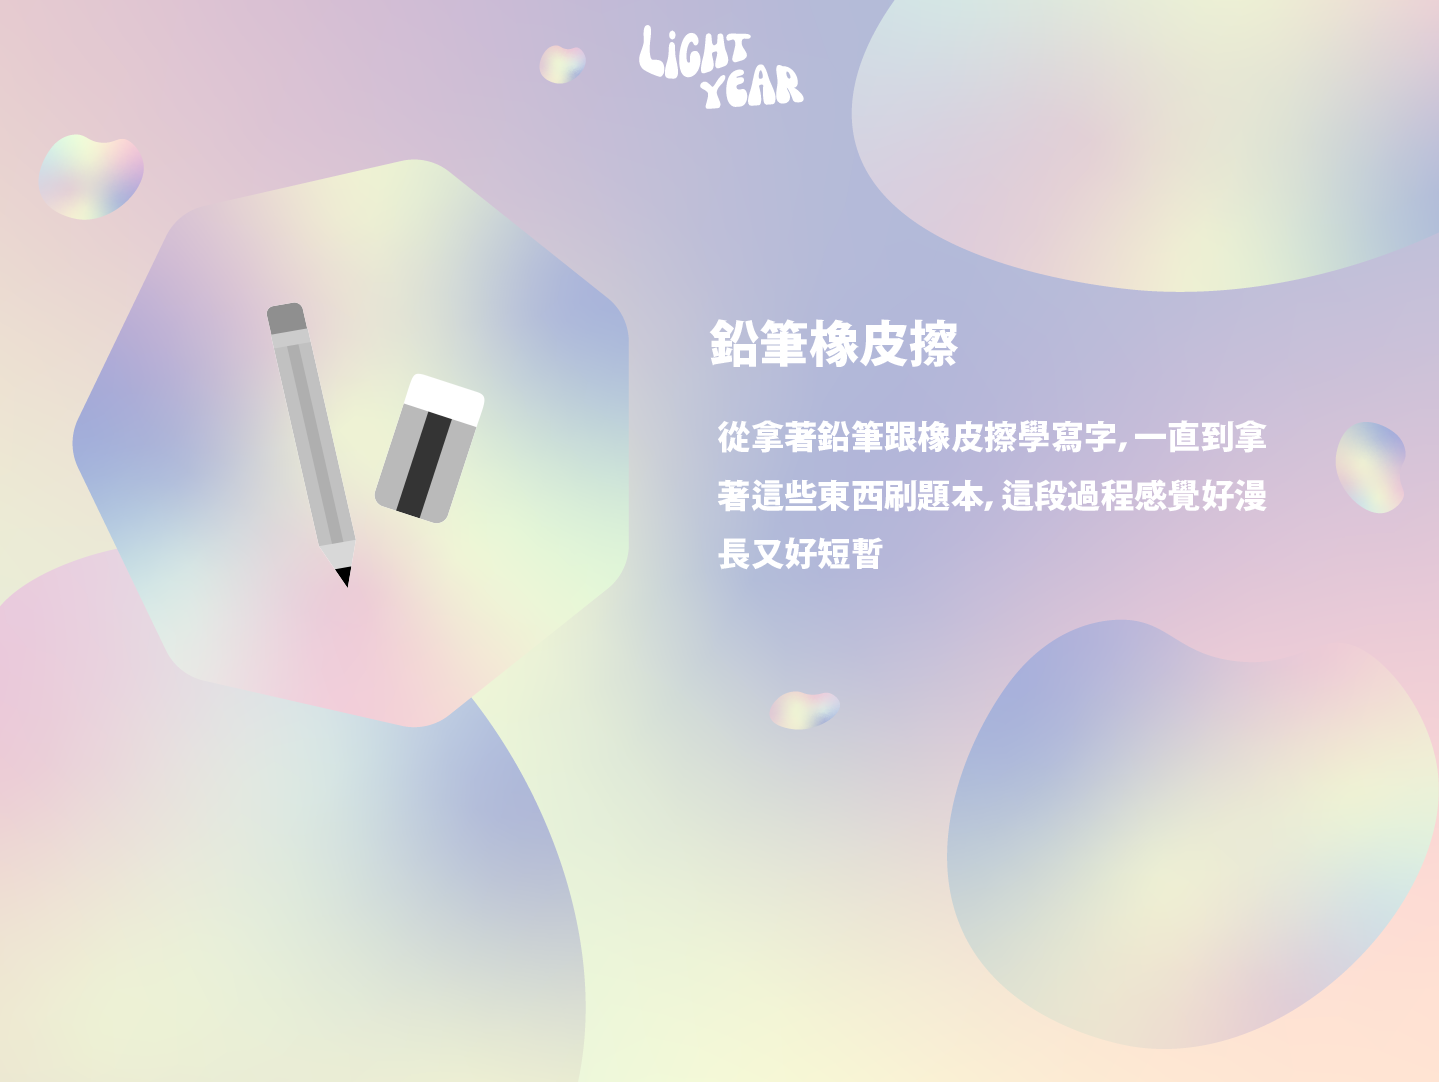 LiGHT
YEAR
鉛筆橡皮擦
從拿著鉛筆跟橡皮擦學寫字, 一直到拿
著這些東西刷題本, 這段過程感覺好漫
長又好短暫